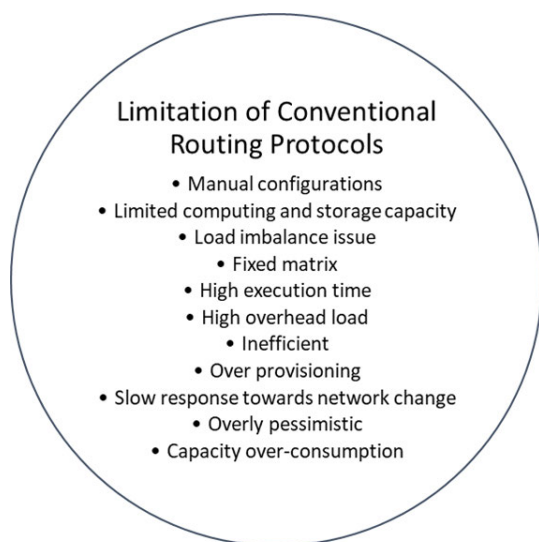 Limitation of Conventional
Routing Protocols
• Manual configurations
• Limited computing and storage capacity
• Load imbalance issue
• Fixed matrix
• High execution time
• High overhead load
• Inefficient
• Over provisioning
• Slow response towards network change
• Overly pessimistic
• Capacity over-consumption